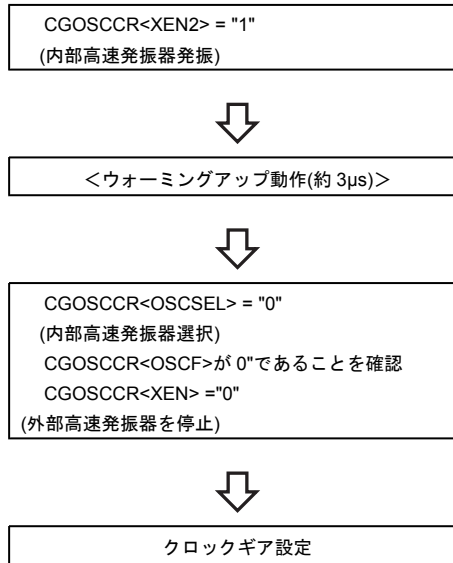 CGOSCCR<XEN2> = "1"
(内部高速発振器発振)
＜ウォーミングアップ動作(約 3μs)＞
CGOSCCR<OSCSEL> = "0"
(内部高速発振器選択)
CGOSCCR<OSCF>が 0"であることを確認
CGOSCCR<XEN> ="0"
(外部高速発振器を停止)
クロックギア設定